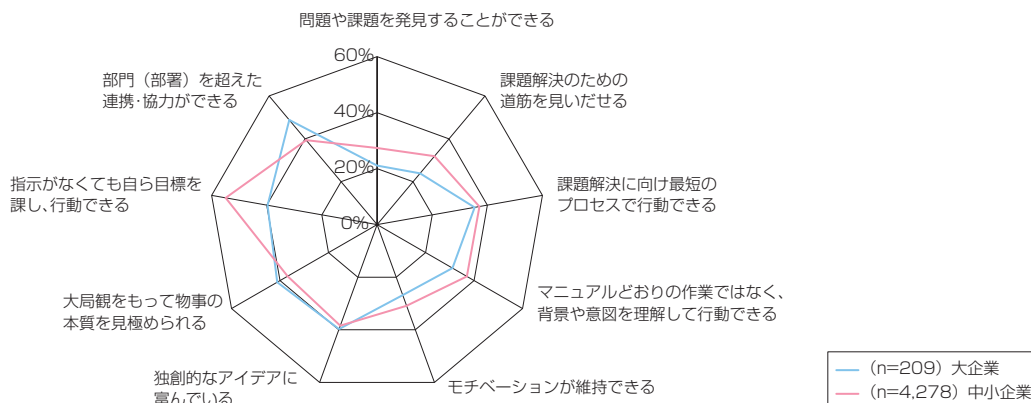 問題や課題を発見することができる
60%
40%
20%
0%
課題解決のための
道筋を見いだせる
課題解決に向け最短の
プロセスで行動できる
マニュアルどおりの作業ではなく、
背景や意図を理解して行動できる
モチベーションが維持できる
独創的なアイデアに
富んでいる
大局観をもって物事の
本質を見極められる
指示がなくても自ら目標を
課し、行動できる
部門（部署）を超えた
連携・協力ができる
(n=209) 大企業
(n=4,278) 中小企業